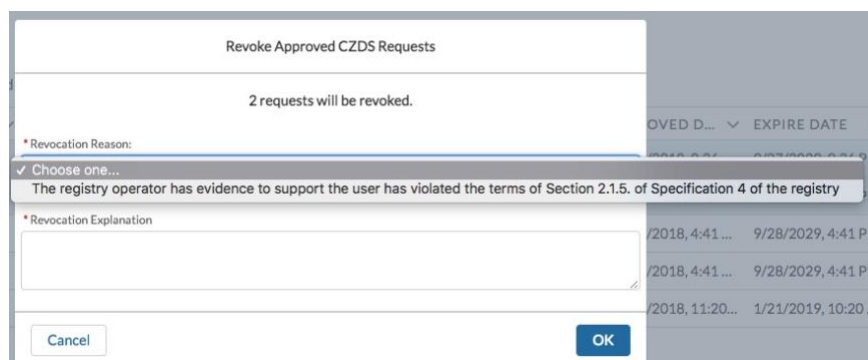 Revoke Approved CZDS Requests
2 requests will be revoked.
OVED D... EXPIRE DATE
* Revocation Reason:
✓ Choose one...
The registry operator has evidence to support the user has violated the terms of Section 2.1.5. of Specification 4 of the registry
* Revocation Explanation
/2018, 4:41 ... 9/28/2029, 4:41 P
/2018, 4:41 ... 9/28/2029, 4:41 P
/2018, 11:20... 1/21/2019, 10:20
Cancel OK